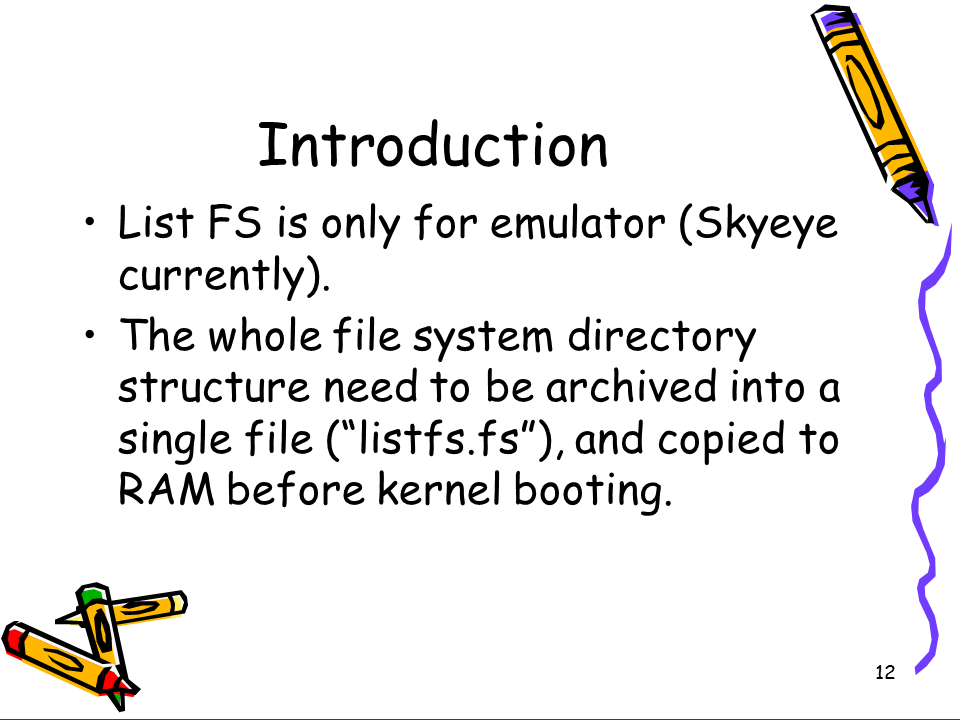 Introduction
• List FS is only for emulator (Skyeye
currently).
• The whole file system directory
structure need to be archived into a
single file (“listfs.fs”), and copied to
RAM before kernel booting.
12